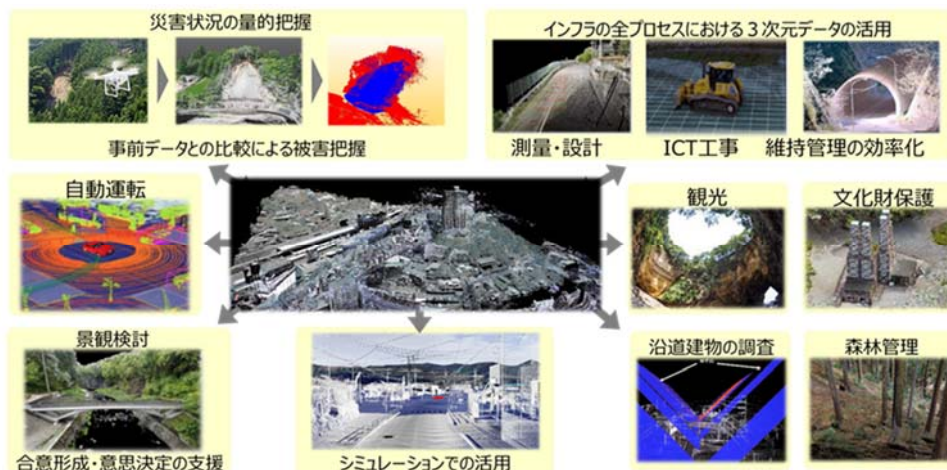 災害状況の量的把握
事前データとの比較による被害把握
インフラの全プロセスにおける３次元データの活用
測量・設計
ICT工事
維持管理の効率化
自動運転
観光
文化財保護
景観検討
合意形成・意思決定の支援
シミュレーションでの活用
沿道建物の調査
森林管理